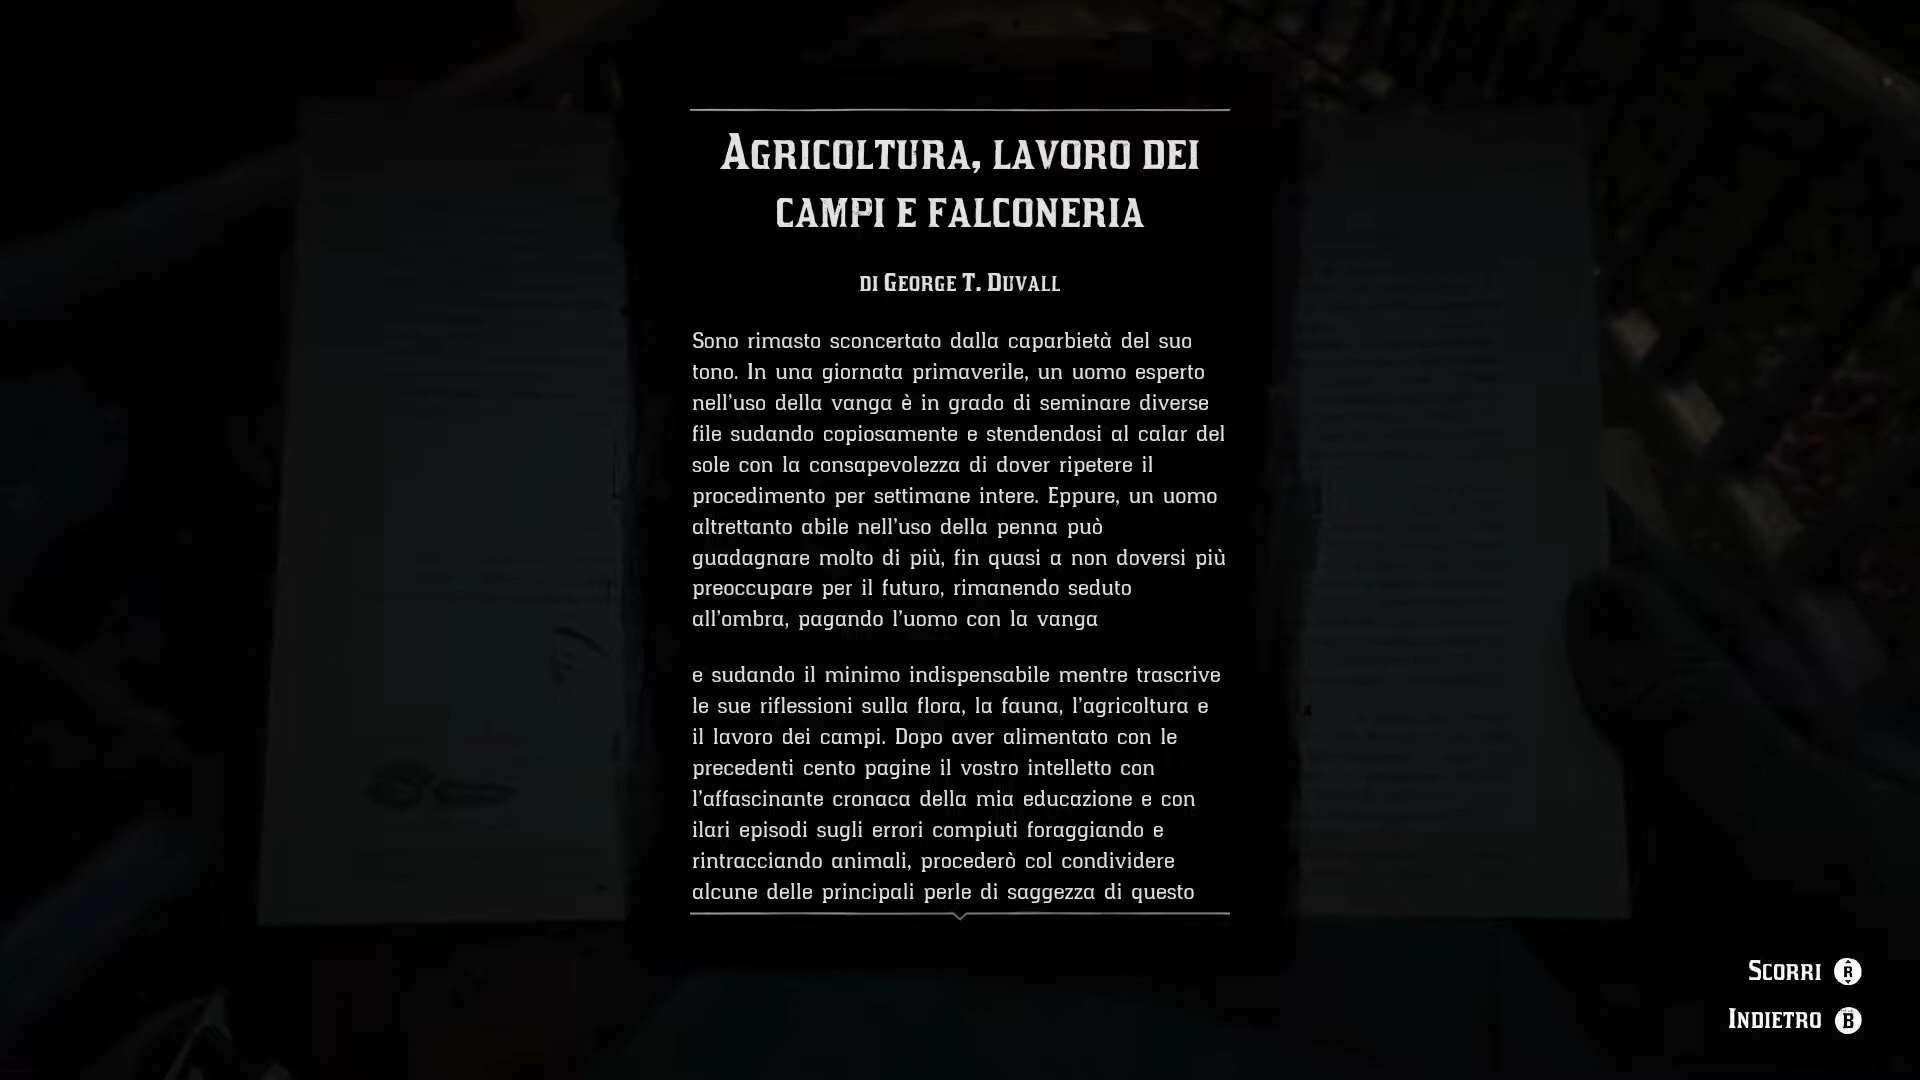 Agricoltura, lavoro dei
campi e falconeria
di George T. Duvall
Sono rimasto sconcertato dalla caparbietà del suo
tono. In una giornata primaverile, un uomo esperto
nell'uso della vanga è in grado di seminare diverse
file sudando copiosamente e stendendosi al calar del
sole con la consapevolezza di dover ripetere il
procedimento per settimane intere. Eppure, un uomo
altrettanto abile nell'uso della penna può
guadagnare molto di più, fin quasi a non doversi più
preoccupare per il futuro, rimanendo seduto
all'ombra, pagando l'uomo con la vanga
e sudando il minimo indispensabile mentre trascrive
le sue riflessioni sulla flora, la fauna, l'agricoltura e
il lavoro dei campi. Dopo aver alimentato con le
precedenti cento pagine il vostro intelletto con
l'affascinante cronaca della mia educazione e con
ilari episodi sugli errori compiuti foraggiando e
rintracciando animali, procederò col condividere
alcune delle principali perle di saggezza di questo
Scorri R
Indietro B